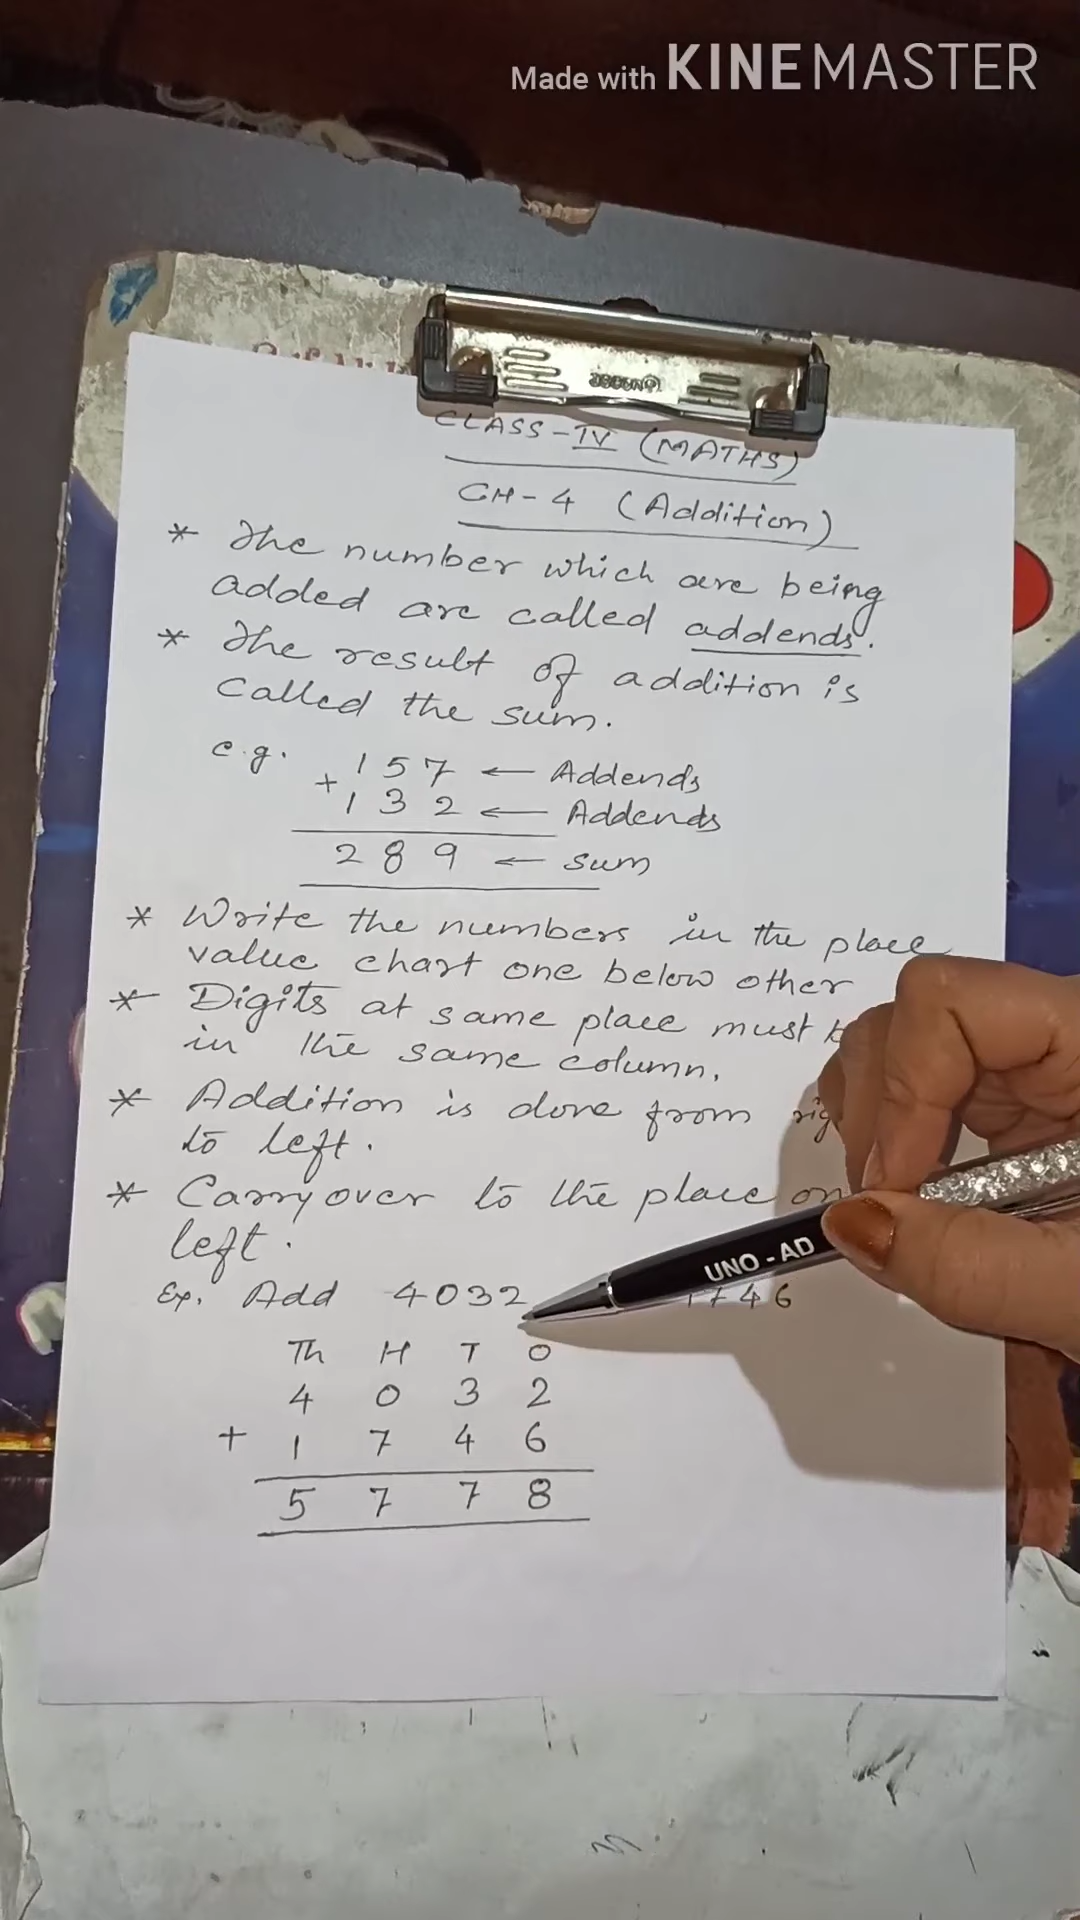 Made with KINEMASTER
CLASS-IV (MATHS)
CH-4 (Addition)
* The number which are being
added are called addends.
* The result of addition is
called the sum.
e.g. 157 ← Addends
+ 132 ← Addends
289 ← sum
* Write the numbers in the place
value chart one below other
* Digits at same place must
in the same column.
* Addition is done from
to left.
* Carryover to the place on
left.
Ex. Add 4032 1746
Th H T O
4 0 3 2
+ 1 7 4 6
5 7 7 8
UNO-AD